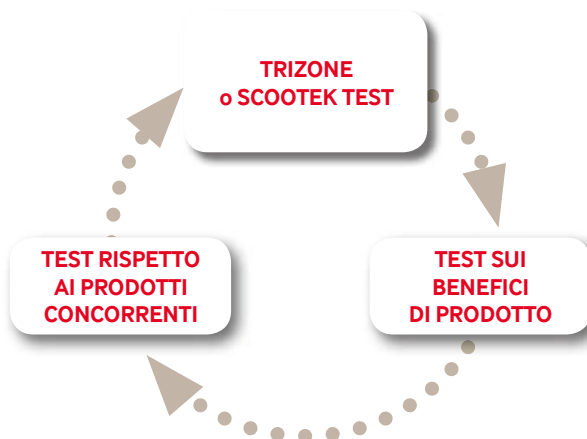 TRIZONE
o SCOOTEK TEST
TEST RISPETTO
AI PRODOTTI
CONCORRENTI
TEST SUI
BENEFICI
DI PRODOTTO